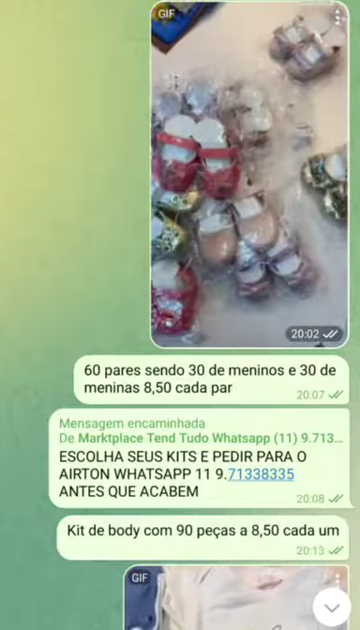 GIF
20:02
60 pares sendo 30 de meninos e 30 de
meninas 8,50 cada par
20:07
Mensagem encaminhada
De Marktplace Tend Tudo Whatsapp (11) 9.713...
ESCOLHA SEUS KITS E PEDIR PARA O
AIRTON WHATSAPP 11 9.71338335
ANTES QUE ACABEM
20:08
Kit de body com 90 peças a 8,50 cada um
20:13
GIF